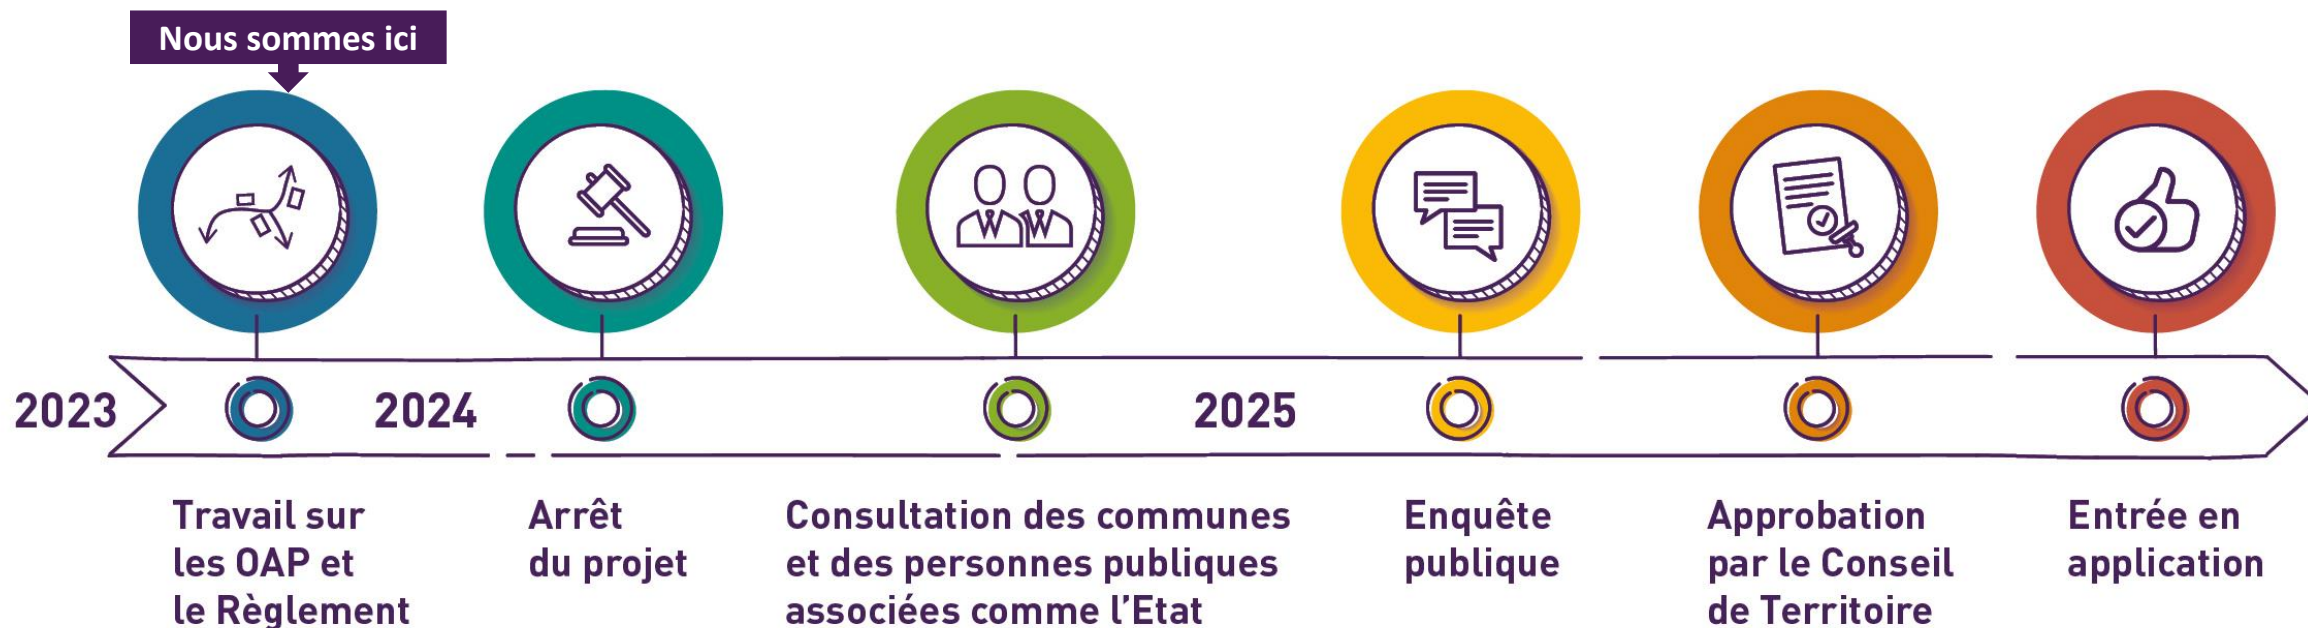 Nous sommes ici
2023
2024
2025
Travail sur
les OAP et
le Règlement
Arrêt
du projet
Consultation des communes
et des personnes publiques
associées comme l’Etat
Enquête
publique
Approbation
par le Conseil
de Territoire
Entrée en
application